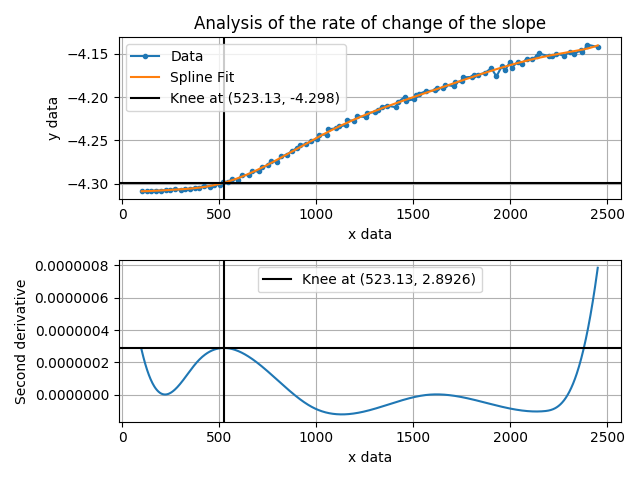 Analysis of the rate of change of the slope
−4.15
−4.20
−4.25
−4.30
y data
Data
Spline Fit
Knee at (523.13, -4.298)
0
500
1000
1500
2000
2500
x data
0.0000008
0.0000006
0.0000004
0.0000002
0.0000000
Second derivative
Knee at (523.13, 2.8926)
0
500
1000
1500
2000
2500
x data